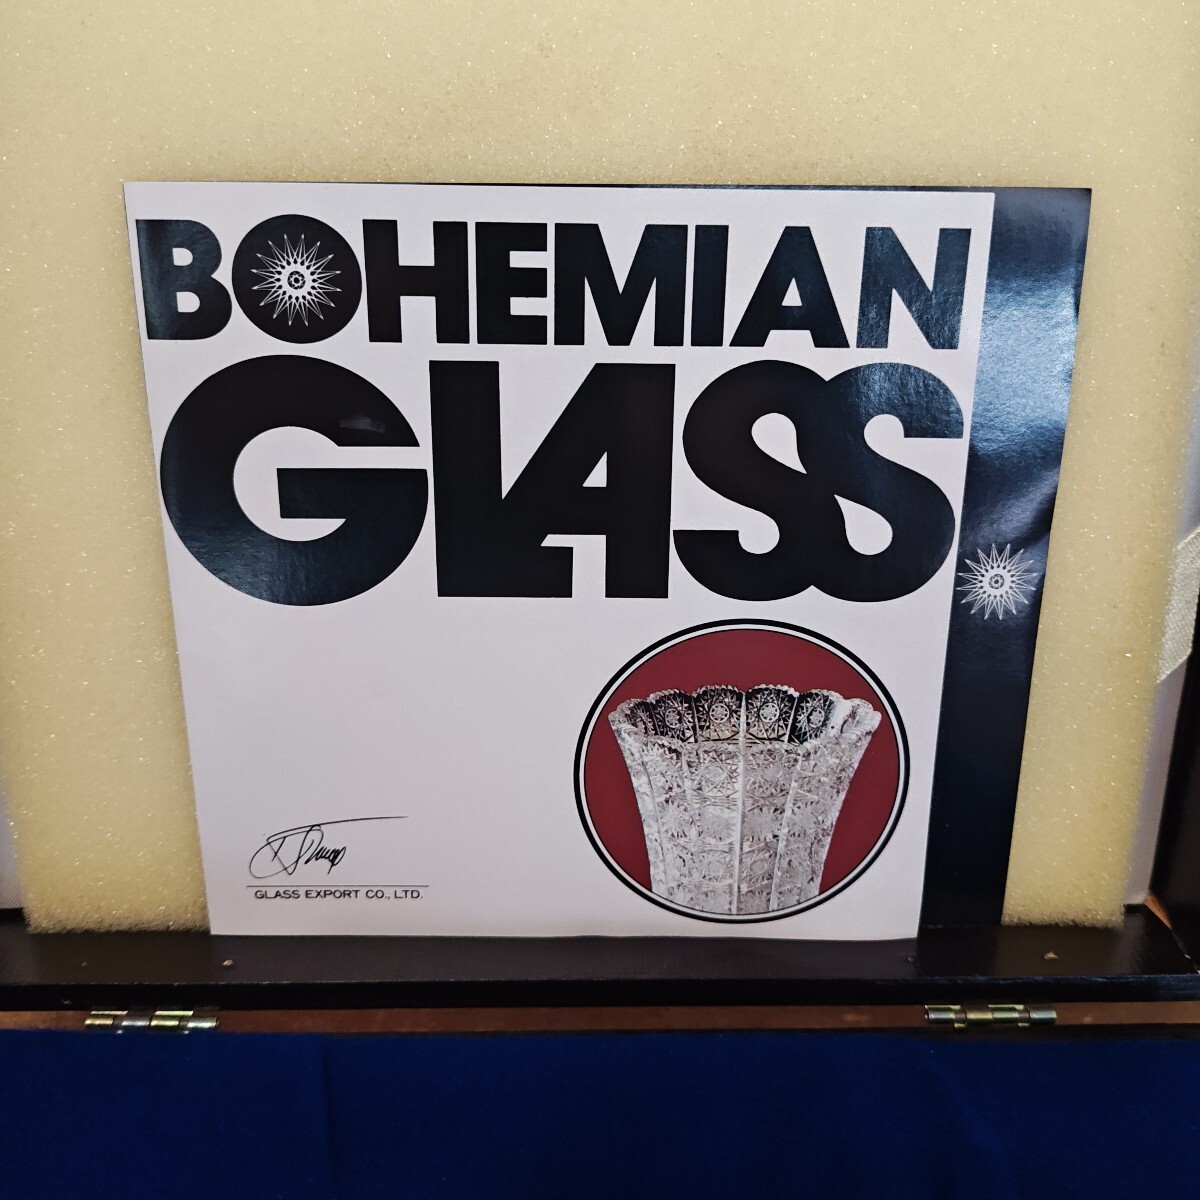 BOHEMIAN
GLASS
GLASS EXPORT CO., LTD.